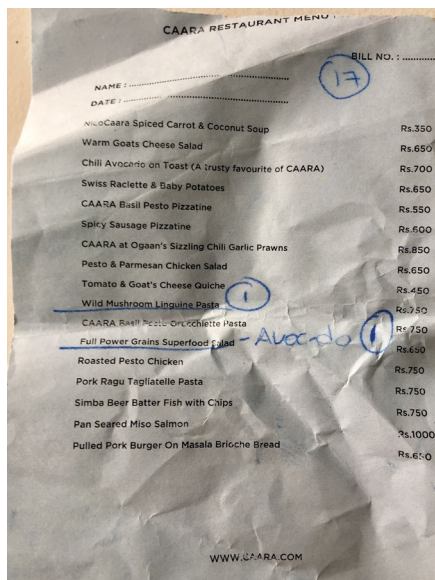 CAARA RESTAURANT MENU
BILL NO. : ..............
17
NAME : ............................................................
DATE : ............................................................
NicoCaara Spiced Carrot & Coconut Soup Rs.350
Warm Goats Cheese Salad Rs.650
Chili Avocado on Toast (A trusty favourite of CAARA) Rs.700
Swiss Raclette & Baby Potatoes Rs.650
CAARA Basil Pesto Pizzatine Rs.550
Spicy Sausage Pizzatine Rs.600
CAARA at Ogaan's Sizzling Chili Garlic Prawns Rs.850
Pesto & Parmesan Chicken Salad Rs.650
Tomato & Goat's Cheese Quiche Rs.450
Wild Mushroom Linguine Pasta 1 Rs.750
CAARA Basil Pesto Orecchiette Pasta Rs.750
Full Power Grains Superfood Salad - Avocado 1 Rs.650
Roasted Pesto Chicken Rs.750
Pork Ragu Tagliatelle Pasta Rs.750
Simba Beer Batter Fish with Chips Rs.750
Pan Seared Miso Salmon Rs.1000
Pulled Pork Burger On Masala Brioche Bread Rs.650
WWW.CAARA.COM